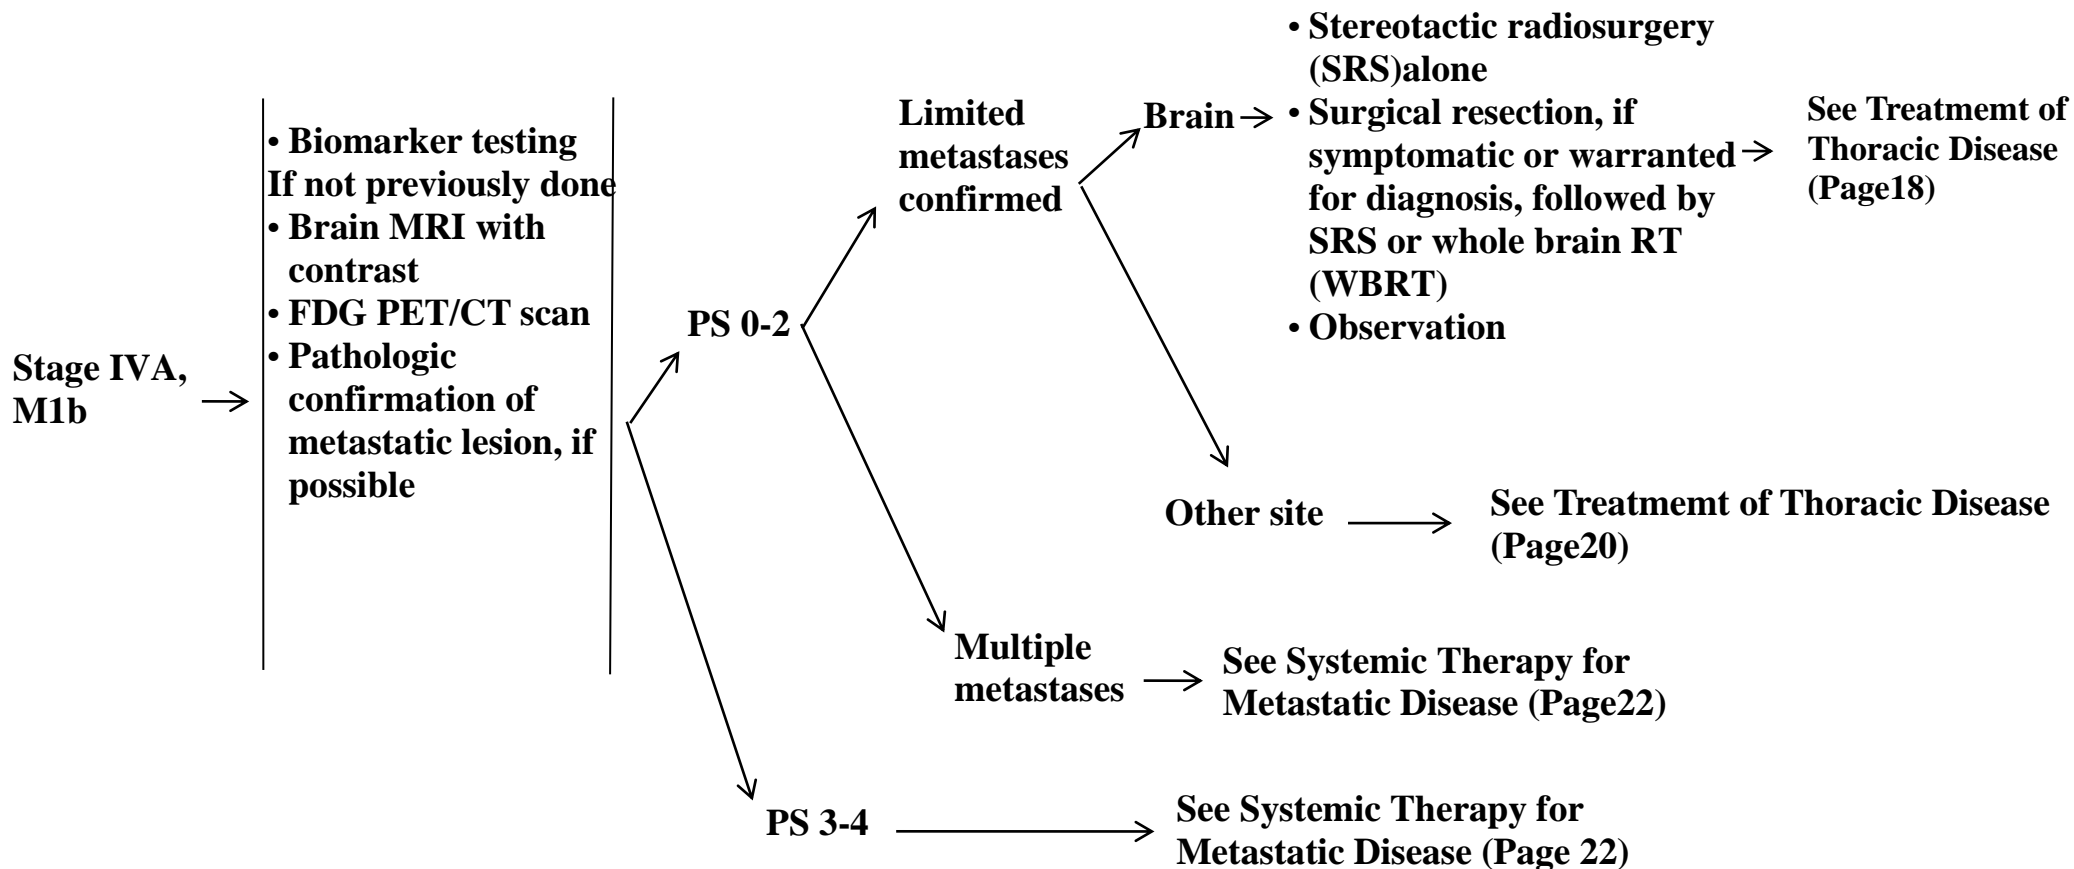 Stage IVA,
M1b
• Biomarker testing
If not previously done
• Brain MRI with
contrast
• FDG PET/CT scan
• Pathologic
confirmation of
metastatic lesion, if
possible
PS 0-2
Limited
metastases
confirmed
Brain
• Stereotactic radiosurgery
(SRS)alone
• Surgical resection, if
symptomatic or warranted
for diagnosis, followed by
SRS or whole brain RT
(WBRT)
• Observation
See Treatmemt of
Thoracic Disease
(Page18)
Other site
See Treatmemt of Thoracic Disease
(Page20)
Multiple
metastases
See Systemic Therapy for
Metastatic Disease (Page22)
PS 3-4
See Systemic Therapy for
Metastatic Disease (Page 22)